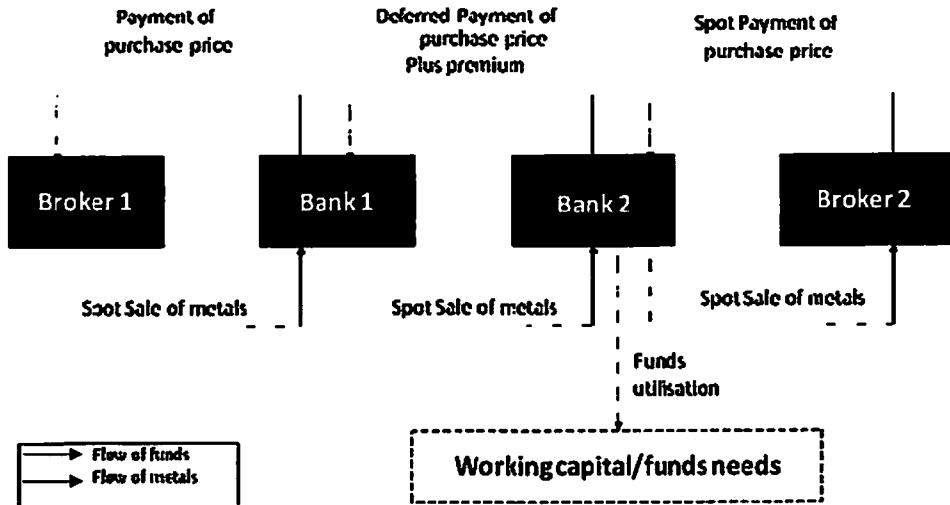 Payment of
purchase price
Deferred Payment of
purchase price
Plus premium
Spot Payment of
purchase price
Broker 1
Bank 1
Bank 2
Broker 2
Spot Sale of metals
Spot Sale of metals
Spot Sale of metals
Funds
utilisation
Working capital/funds needs
Flow of funds
Flow of metals